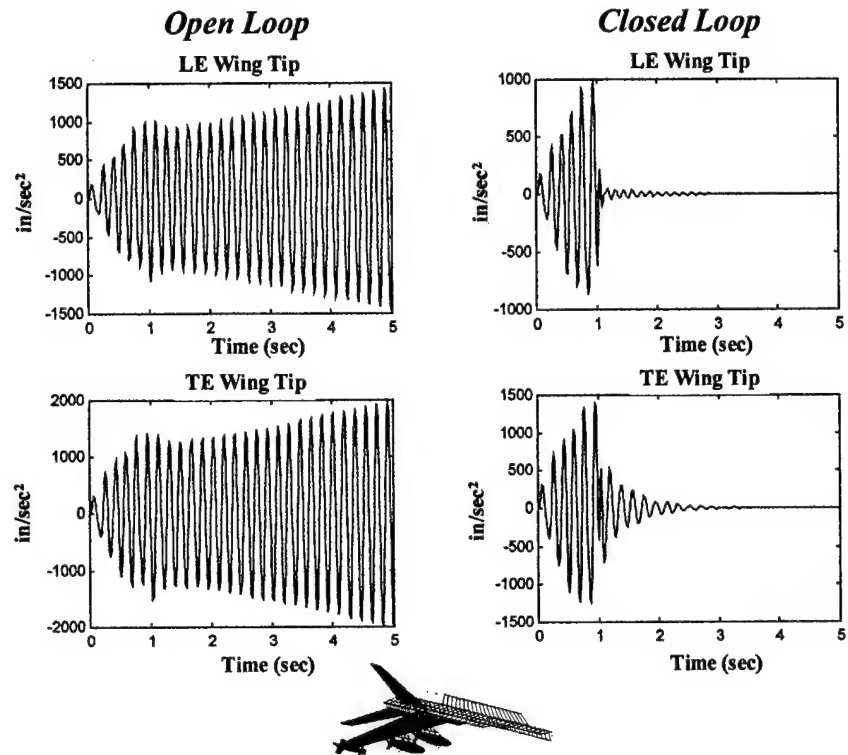 Open Loop
LE Wing Tip
in/sec²
1500
1000
500
0
-500
-1000
-1500
0 1 2 3 4 5
Time (sec)
TE Wing Tip
in/sec²
2000
1000
0
-1000
-2000
0 1 2 3 4 5
Time (sec)
Closed Loop
LE Wing Tip
in/sec²
1000
500
0
-500
-1000
0 1 2 3 4 5
Time (sec)
TE Wing Tip
in/sec²
1500
1000
500
0
-500
-1000
-1500
0 1 2 3 4 5
Time (sec)